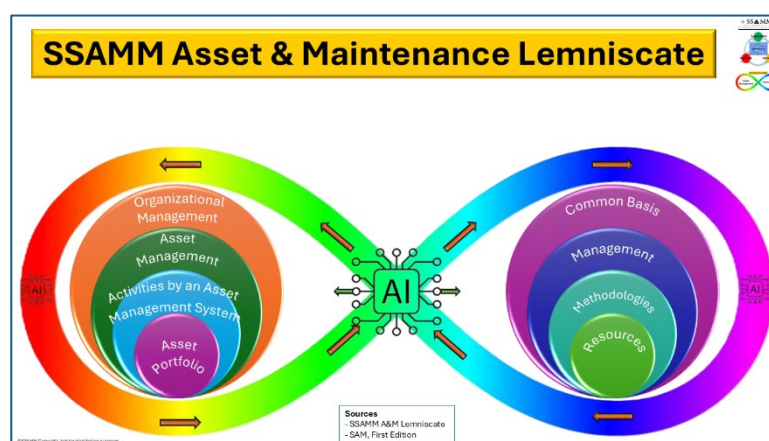 SSAMM Asset & Maintenance Lemniscate
Organizational
Management
Asset
Management
Activities by an Asset
Management System
Asset
Portfolio
AI
AI
Common Basis
Management
Methodologies
Resources
AI
Sources
- SSAMM A&M Lemniscate
- SAM, First Edition